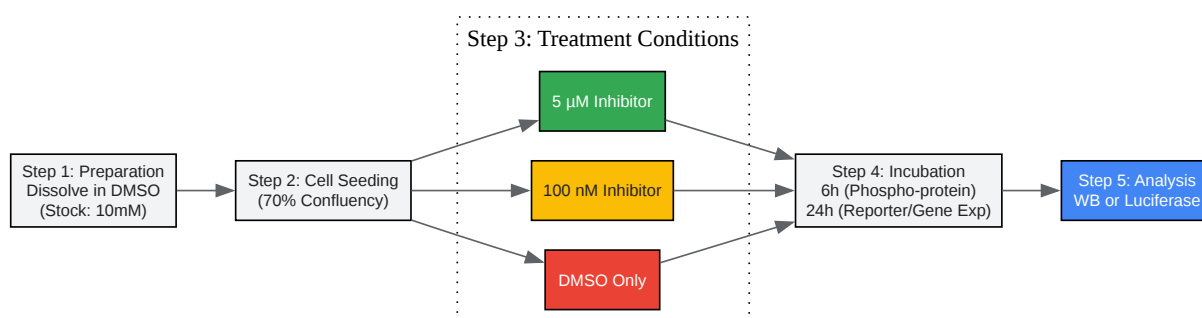 Step 3: Treatment Conditions
5 µM Inhibitor
Step 1: Preparation
Dissolve in DMSO
(Stock: 10mM)
Step 2: Cell Seeding
(70% Confluency)
100 nM Inhibitor
Step 4: Incubation
6h (Phospho-protein)
24h (Reporter/Gene Exp)
Step 5: Analysis
WB or Luciferase
DMSO Only